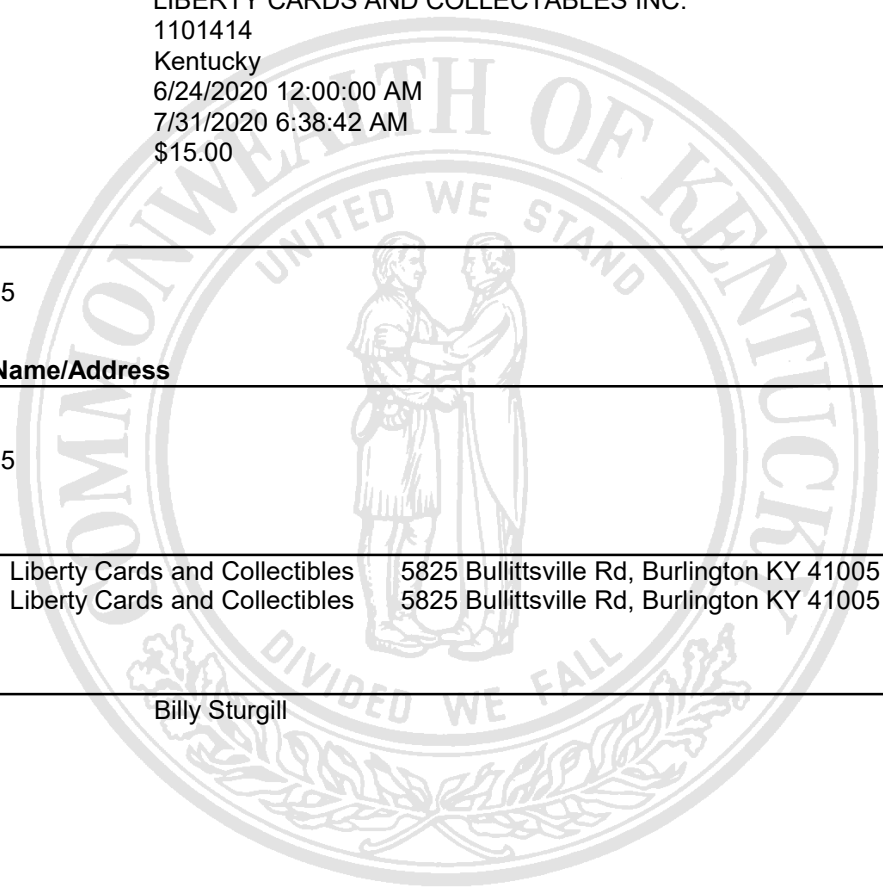 LIBERTY CARDS AND COLLECTABLES INC.
1101414
Kentucky
6/24/2020 12:00:00 AM
7/31/2020 6:38:42 AM
$15.00
5
Name/Address
5
Liberty Cards and Collectibles 5825 Bullittsville Rd, Burlington KY 41005
Liberty Cards and Collectibles 5825 Bullittsville Rd, Burlington KY 41005
Billy Sturgill
COMMONWEALTH OF KENTUCKY
UNITED WE STAND
DIVIDED WE FALL